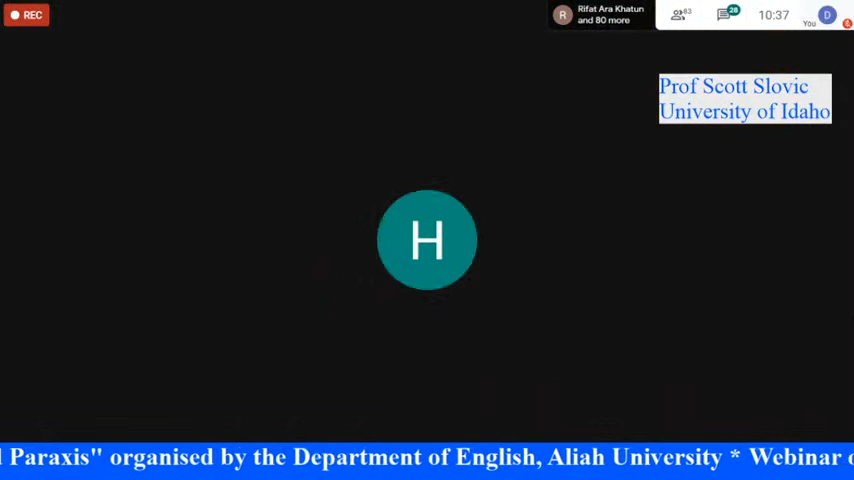 REC
Rifat Ara Khatun
and 80 more
R
83
28
10:37
You
D
Prof Scott Slovic
University of Idaho
H
Paraxis" organised by the Department of English, Aliah University * Webinar